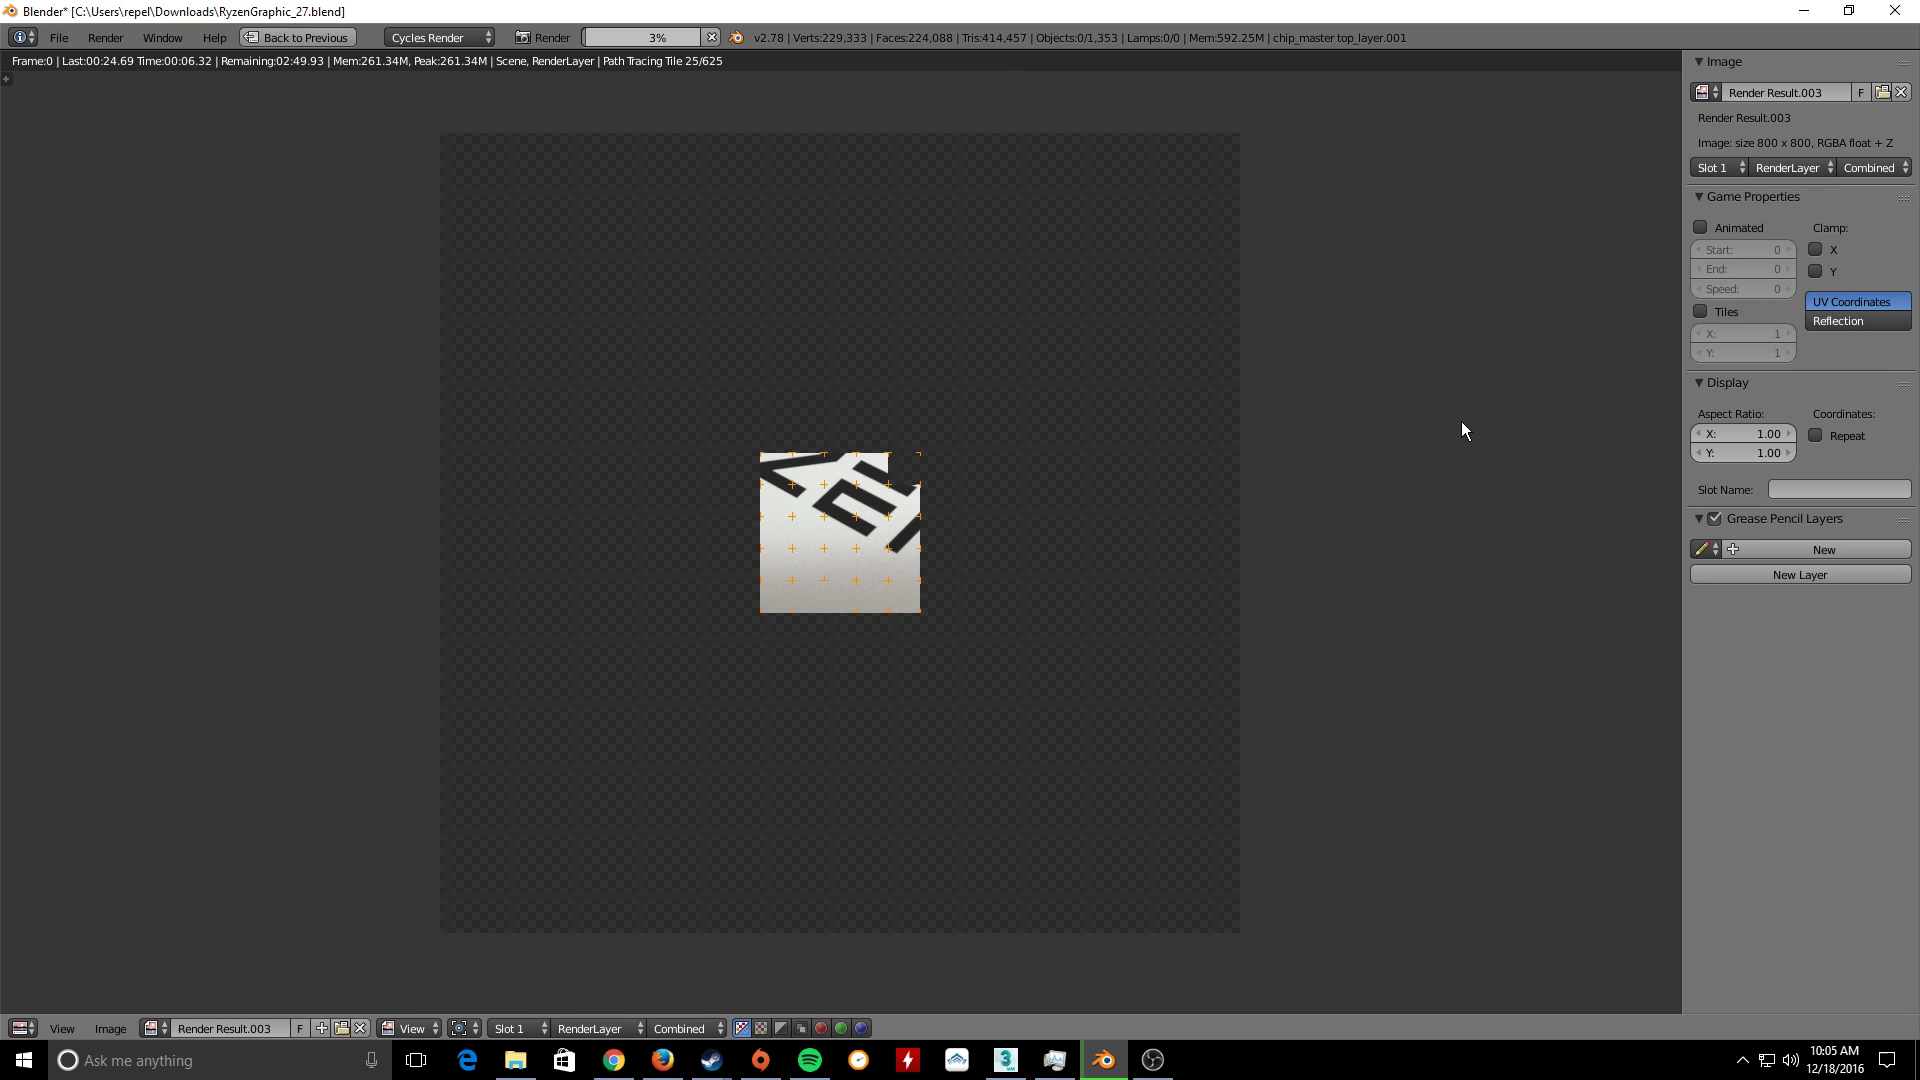 Blender* [C:\Users\repel\Downloads\RyzenGraphic_27.blend]
File Render Window Help Back to Previous Cycles Render Render 3% v2.78 | Verts:229,333 | Faces:224,088 | Tris:414,457 | Objects:0/1,353 | Lamps:0/0 | Mem:592.25M | chip_master top_layer.001
Frame:0 | Last:00:24.69 Time:00:06.32 | Remaining:02:49.93 | Mem:261.34M, Peak:261.34M | Scene, RenderLayer | Path Tracing Tile 25/625
Image
Render Result.003 F
Render Result.003
Image: size 800 x 800, RGBA float + Z
Slot 1 RenderLayer Combined
Game Properties
Animated Clamp:
Start: 0 X
End: 0 Y
Speed: 0
UV Coordinates
Tiles Reflection
X: 1
Y: 1
Display
Aspect Ratio: Coordinates:
X: 1.00 Repeat
Y: 1.00
Slot Name:
Grease Pencil Layers
New
New Layer
View Image Render Result.003 F View Slot 1 RenderLayer Combined
Ask me anything
10:05 AM
12/18/2016